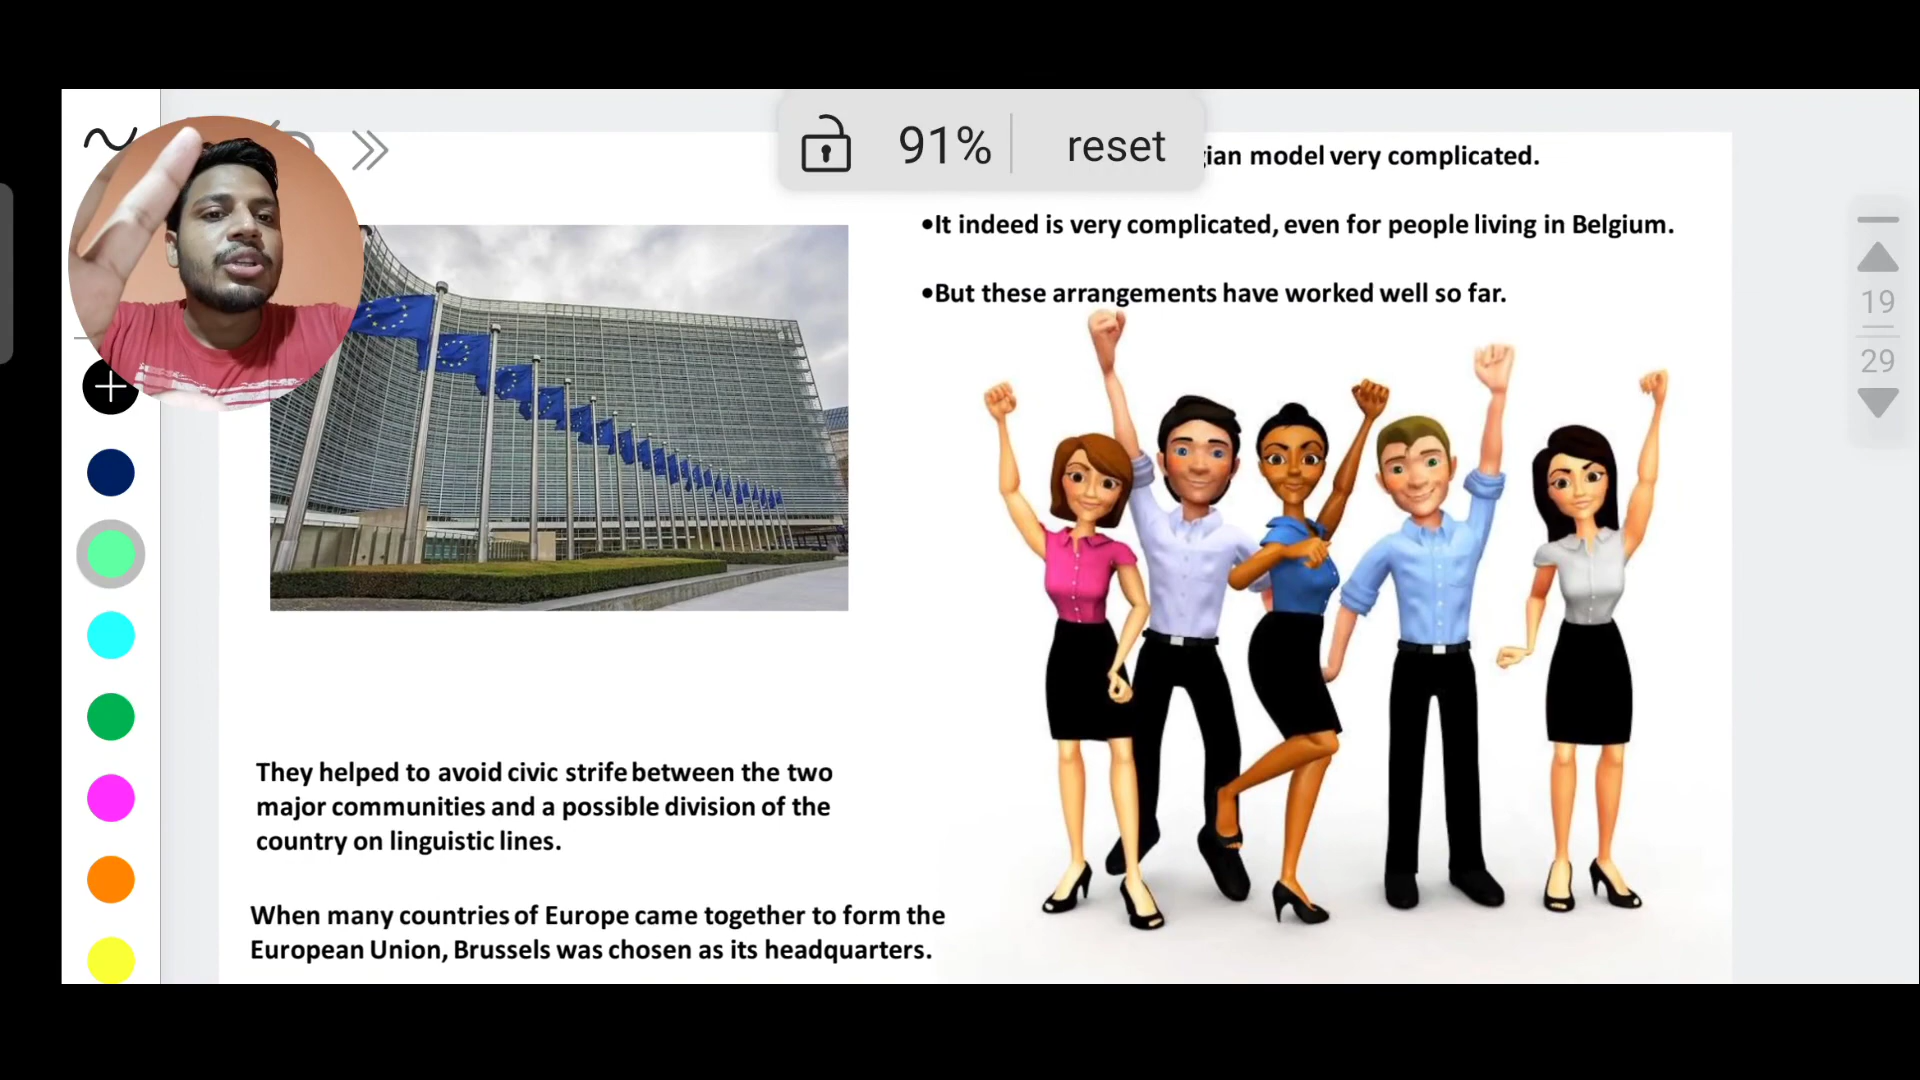 91%
reset
ian model very complicated.
•It indeed is very complicated, even for people living in Belgium.
•But these arrangements have worked well so far.
19
29
They helped to avoid civic strife between the two
major communities and a possible division of the
country on linguistic lines.
When many countries of Europe came together to form the
European Union, Brussels was chosen as its headquarters.